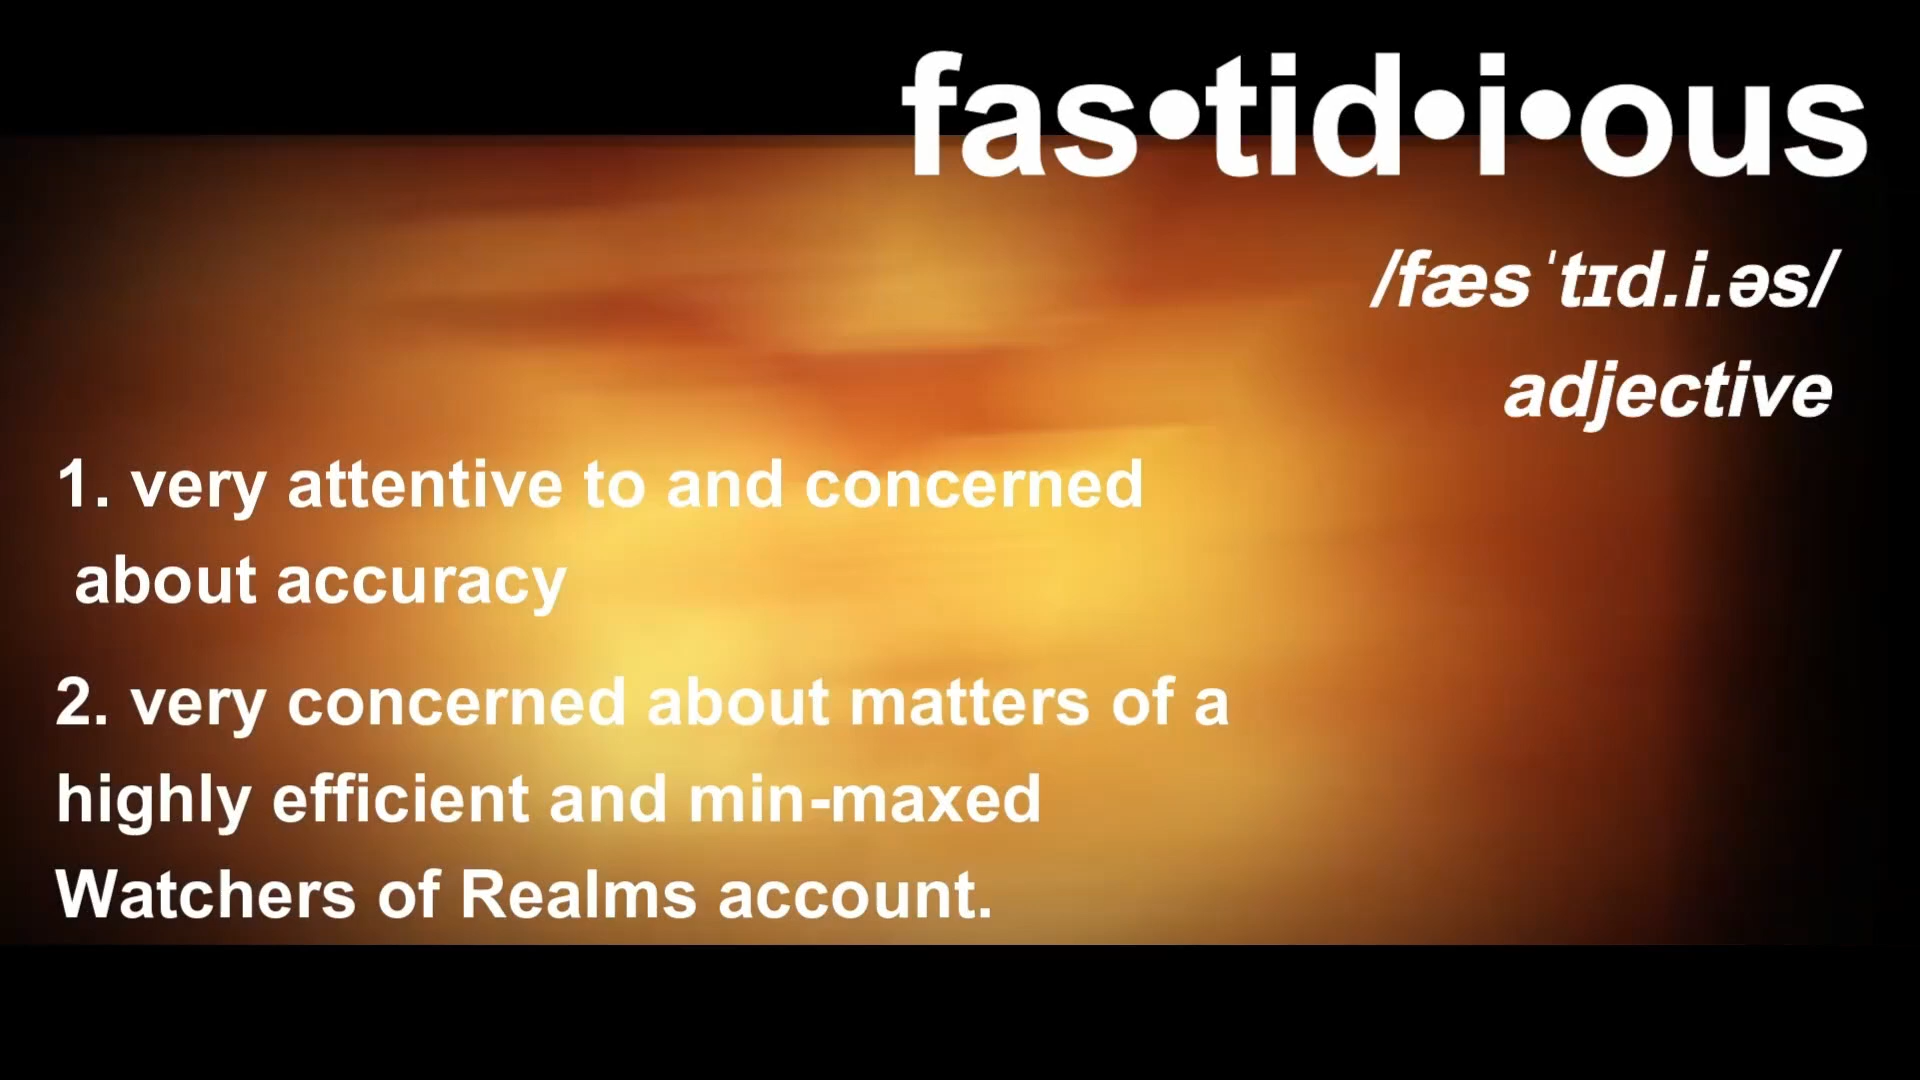 fas•tid•i•ous
/fæsˈtɪd.i.əs/
adjective
1. very attentive to and concerned
about accuracy
2. very concerned about matters of a
highly efficient and min-maxed
Watchers of Realms account.